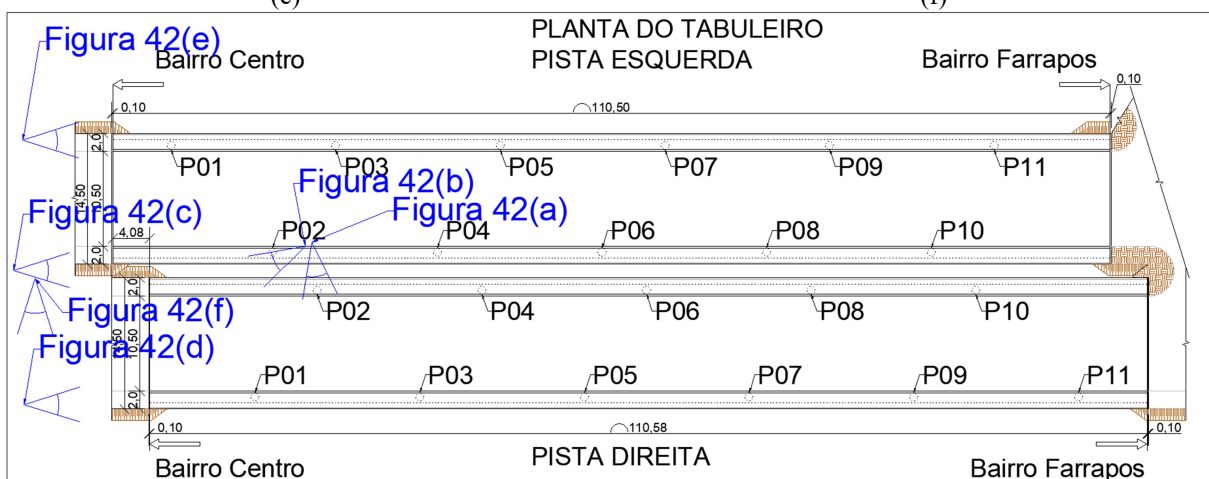 (e) (f)
PLANTA DO TABULEIRO
Figura 42(e)
Bairro Centro PISTA ESQUERDA Bairro Farrapos
0,10 110,50 0,10
2,0
P01 P03 P05 P07 P09 P11
Figura 42(b)
14,50 10,50
Figura 42(c) Figura 42(a)
4,08 P02 P04 P06 P08 P10
2,0
2,0
Figura 42(f) P02 P04 P06 P08 P10
10,50
Figura 42(d)
P01 P03 P05 P07 P09 P11
2,0
0,10 110,58 0,10
Bairro Centro PISTA DIREITA Bairro Farrapos